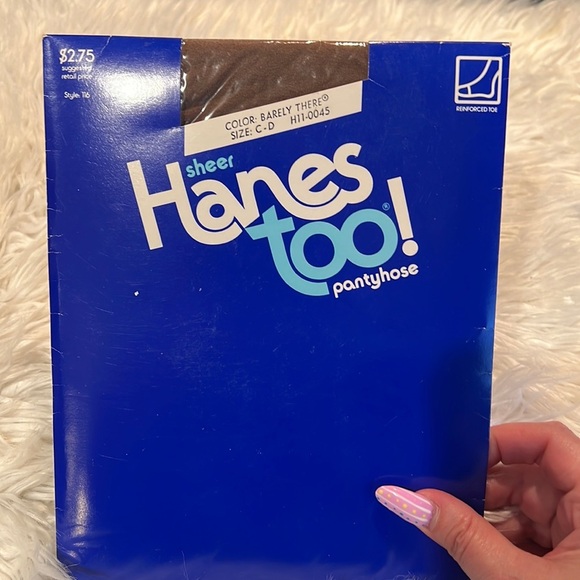 $2.75
suggested
retail price
Style: 116
COLOR: BARELY THERE®
SIZE: C-D H11-0045
REINFORCED TOE
sheer
Hanes
too!®
pantyhose